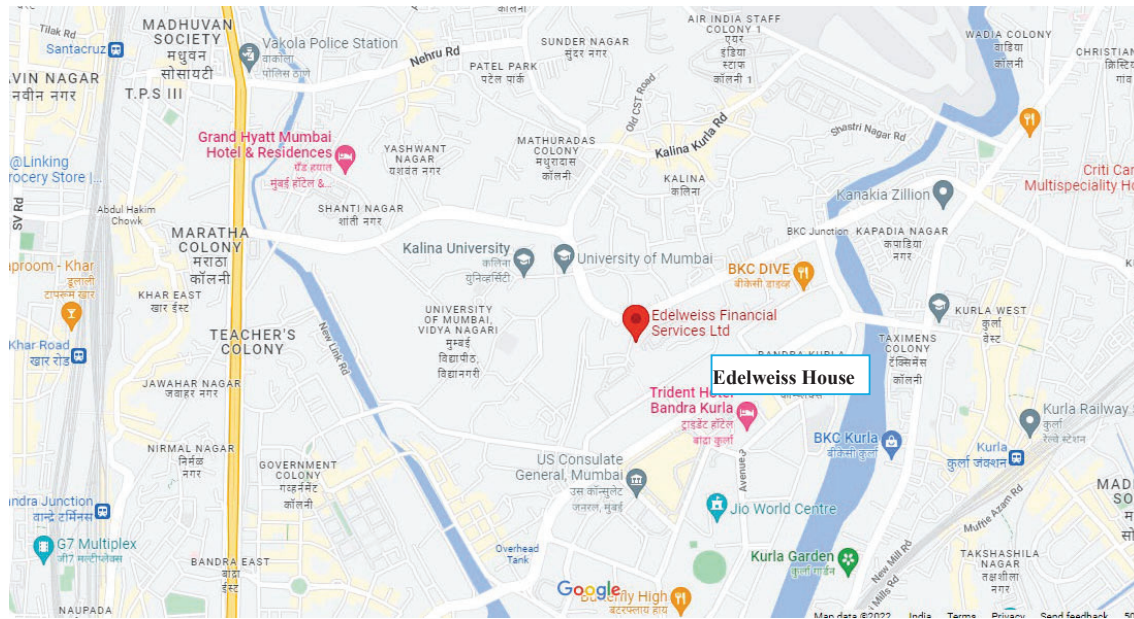 Tilak Rd
Santacruz
MADHUVAN
SOCIETY
मधुवन
सोसायटी
AVIN NAGAR
नवीन नगर
T.P.S III
Vakola Police Station
वाकोला
पोलिस ठाणे
Nehru Rd
कॉलनी
SUNDER NAGAR
सुंदर नगर
PATEL PARK
पटेल पार्क
AIR INDIA STAFF
COLONY 1
एयर
इंडिया
स्टाफ
कॉलनी 1
WADIA COLONY
वाडिया
कॉलनी
CHRISTIAN
क्रिस्टि
गांव
Old CST Road
Grand Hyatt Mumbai
Hotel & Residences
ग्रँड हयात
मुंबई हॉटेल &...
YASHWANT
NAGAR
यशवंत नगर
MATHURADAS
COLONY
मथुरादास
कॉलनी
Kalina Kurla Rd
KALINA
कलिना
Shastri Nagar Rd
Criti Car
Multispeciality Ho
Kanakia Zillion
@Linking
rocery Store |...
SV Rd
Abdul Hakim
Chowk
SHANTI NAGAR
शांती नगर
MARATHA
COLONY
मराठा
कॉलनी
Kalina University
कलिना
युनिव्हर्सिटी
University of Mumbai
BKC Junction
KAPADIA NAGAR
कपाडिया
नगर
BKC DIVE
बीकेसी डाइव्ह
aproom - Khar
डूलाली
टापरूम खार
KHAR EAST
खार ईस्ट
UNIVERSITY
OF MUMBAI,
VIDYA NAGARI
मुम्बई
विद्यापीठ,
विद्यानगरी
Edelweiss Financial
Services Ltd
KURLA WEST
कुर्ला
वेस्ट
TEACHER'S
COLONY
New Link Rd
Khar Road
खार रोड
TAXIMENS
COLONY
टॅक्सिमेंस
कॉलनी
BANDRA KURLA
Edelweiss House
JAWAHAR NAGAR
जवाहर नगर
Trident Hotel
Bandra Kurla
ट्राइडेंट हॉटेल
बांद्रा कुर्ला
Kurla Railway S
कुर्ला
रेल्वे स्टेशन
BKC Kurla
बीकेसी कुर्ला
Kurla
कुर्ला जंक्शन
NIRMAL NAGAR
निर्मल
नगर
GOVERNMENT
COLONY
गव्हर्नमेंट
कॉलनी
US Consulate
General, Mumbai
उस कॉन्सुलेट
जनरल, मुंबई
Jio World Centre
andra Junction
वान्द्रे टर्मिनस
G7 Multiplex
जी7 मल्टीप्लेक्स
BANDRA EAST
बांद्रा
ईस्ट
Overhead
Tank
Kurla Garden
कुर्ला गार्डन
New Mill Rd
Mills Rd
TAKSHASHILA
NAGAR
तक्षशीला
नगर
NAUPADA
Google
Butterfly High
बटरफ्लाय हाय
Map data ©2022
India
Terms
Privacy
Send feedback